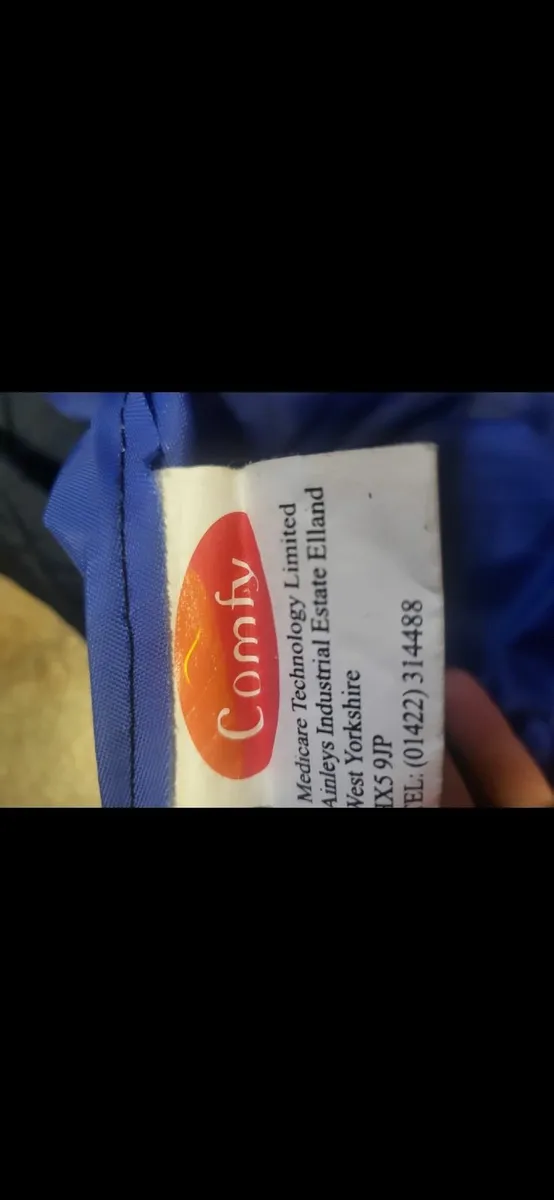 Comfy
Medicare Technology Limited
Ainleys Industrial Estate Elland
West Yorkshire
HX5 9JP
TEL: (01422) 314488